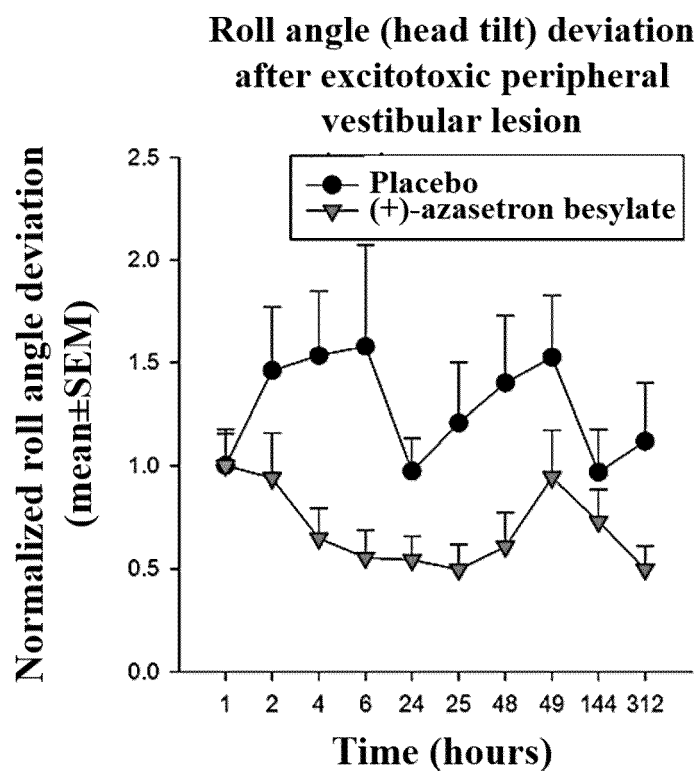 Roll angle (head tilt) deviation
after excitotoxic peripheral
vestibular lesion
Normalized roll angle deviation
(mean±SEM)
2.5
2.0
1.5
1.0
0.5
0.0
Placebo
(+)-azasetron besylate
1 2 4 6 24 25 48 49 144 312
Time (hours)